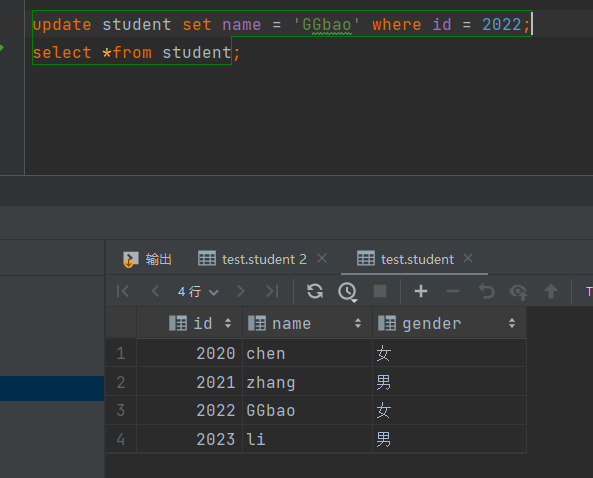 update student set name = 'GGbao' where id = 2022;
select *from student;
输出 test.student 2 test.student
4 行
id name gender
1 2020 chen 女
2 2021 zhang 男
3 2022 GGbao 女
4 2023 li 男